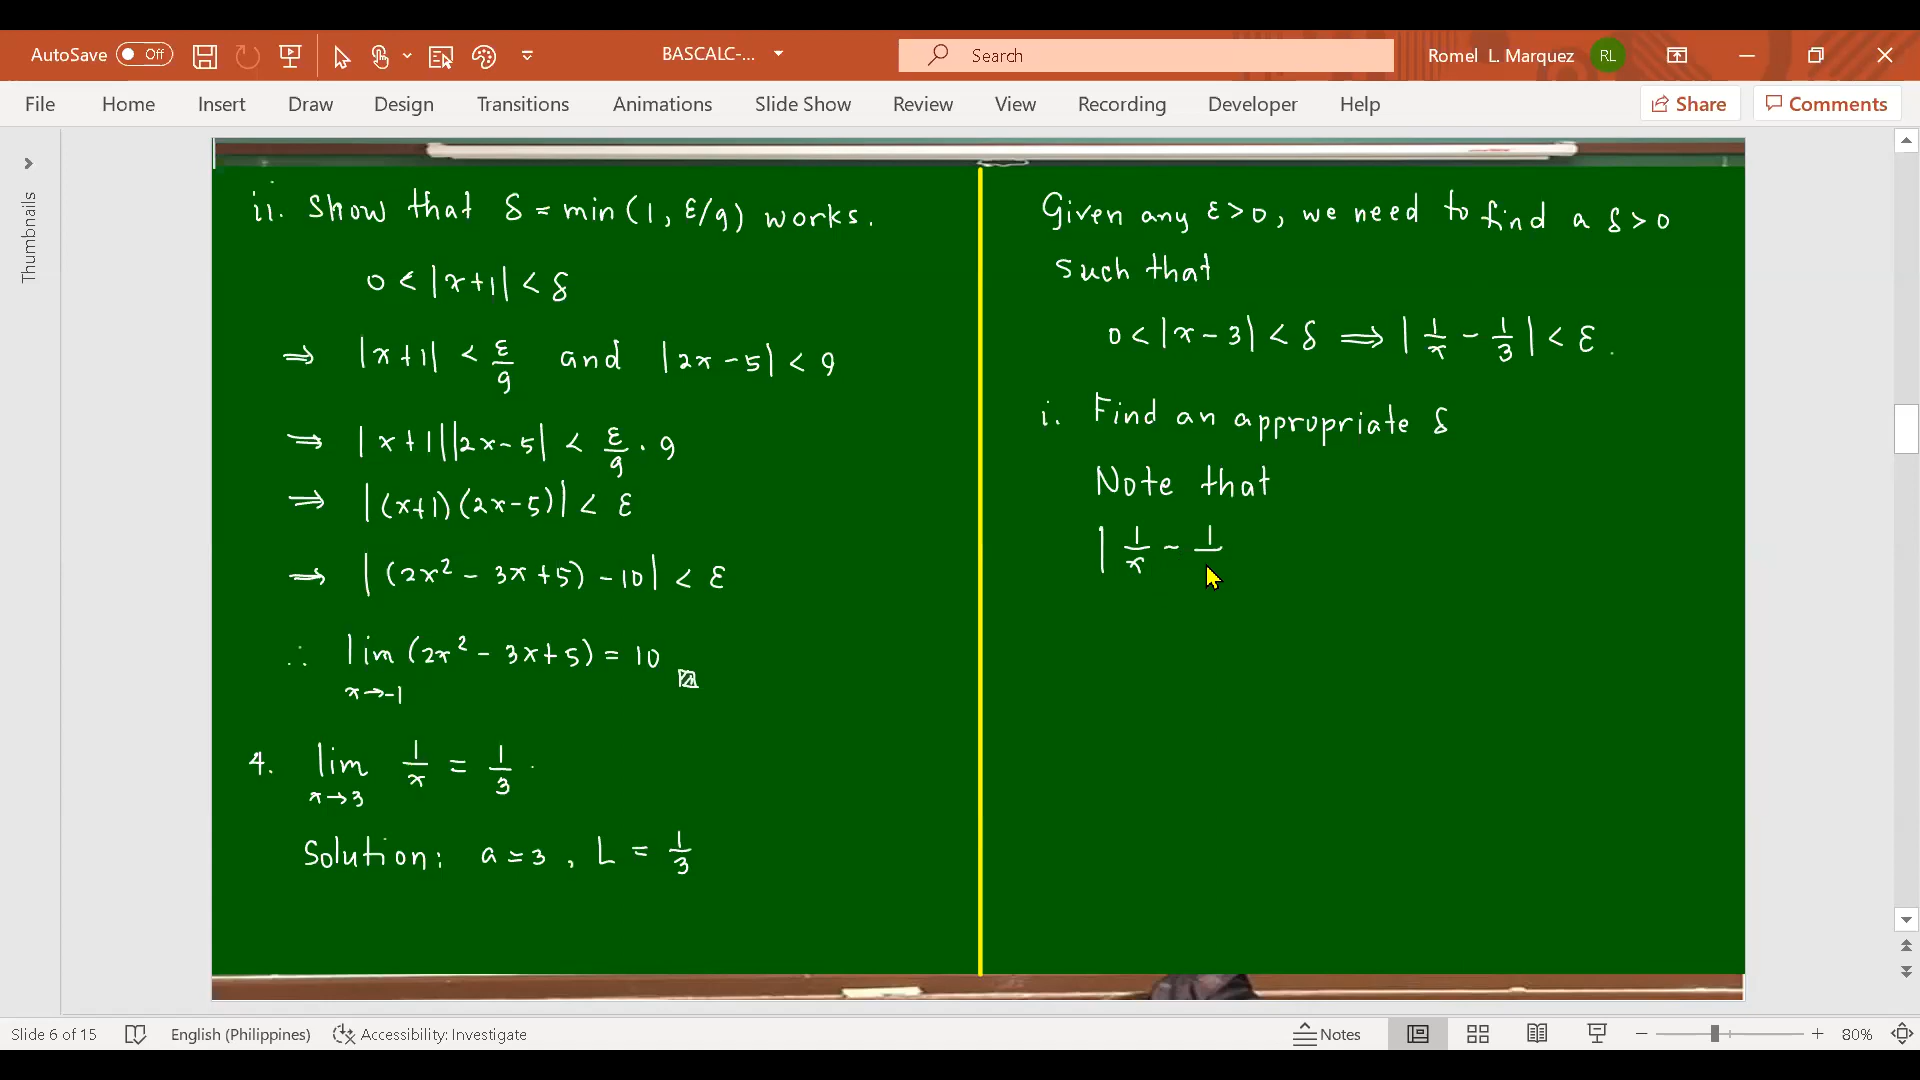 AutoSave Off BASCALC-... Search Romel L. Marquez RL
File Home Insert Draw Design Transitions Animations Slide Show Review View Recording Developer Help Share Comments
Thumbnails
ii. Show that δ = min(1, ε/9) works.
0 < |x+1| < δ
⇒ |x+1| < ε/9 and |2x-5| < 9
⇒ |x+1||2x-5| < ε/9 · 9
⇒ |(x+1)(2x-5)| < ε
⇒ |(2x² - 3x+5) - 10| < ε
∴ lim (2x² - 3x+5) = 10
x→-1
4. lim 1/x = 1/3 .
x→3
Solution: a=3, L = 1/3
Given any ε>0, we need to find a δ>0
such that
0 < |x-3| < δ ⇒ |1/x - 1/3| < ε .
i. Find an appropriate δ
Note that
|1/x - 1/
Slide 6 of 15 English (Philippines) Accessibility: Investigate Notes 80%